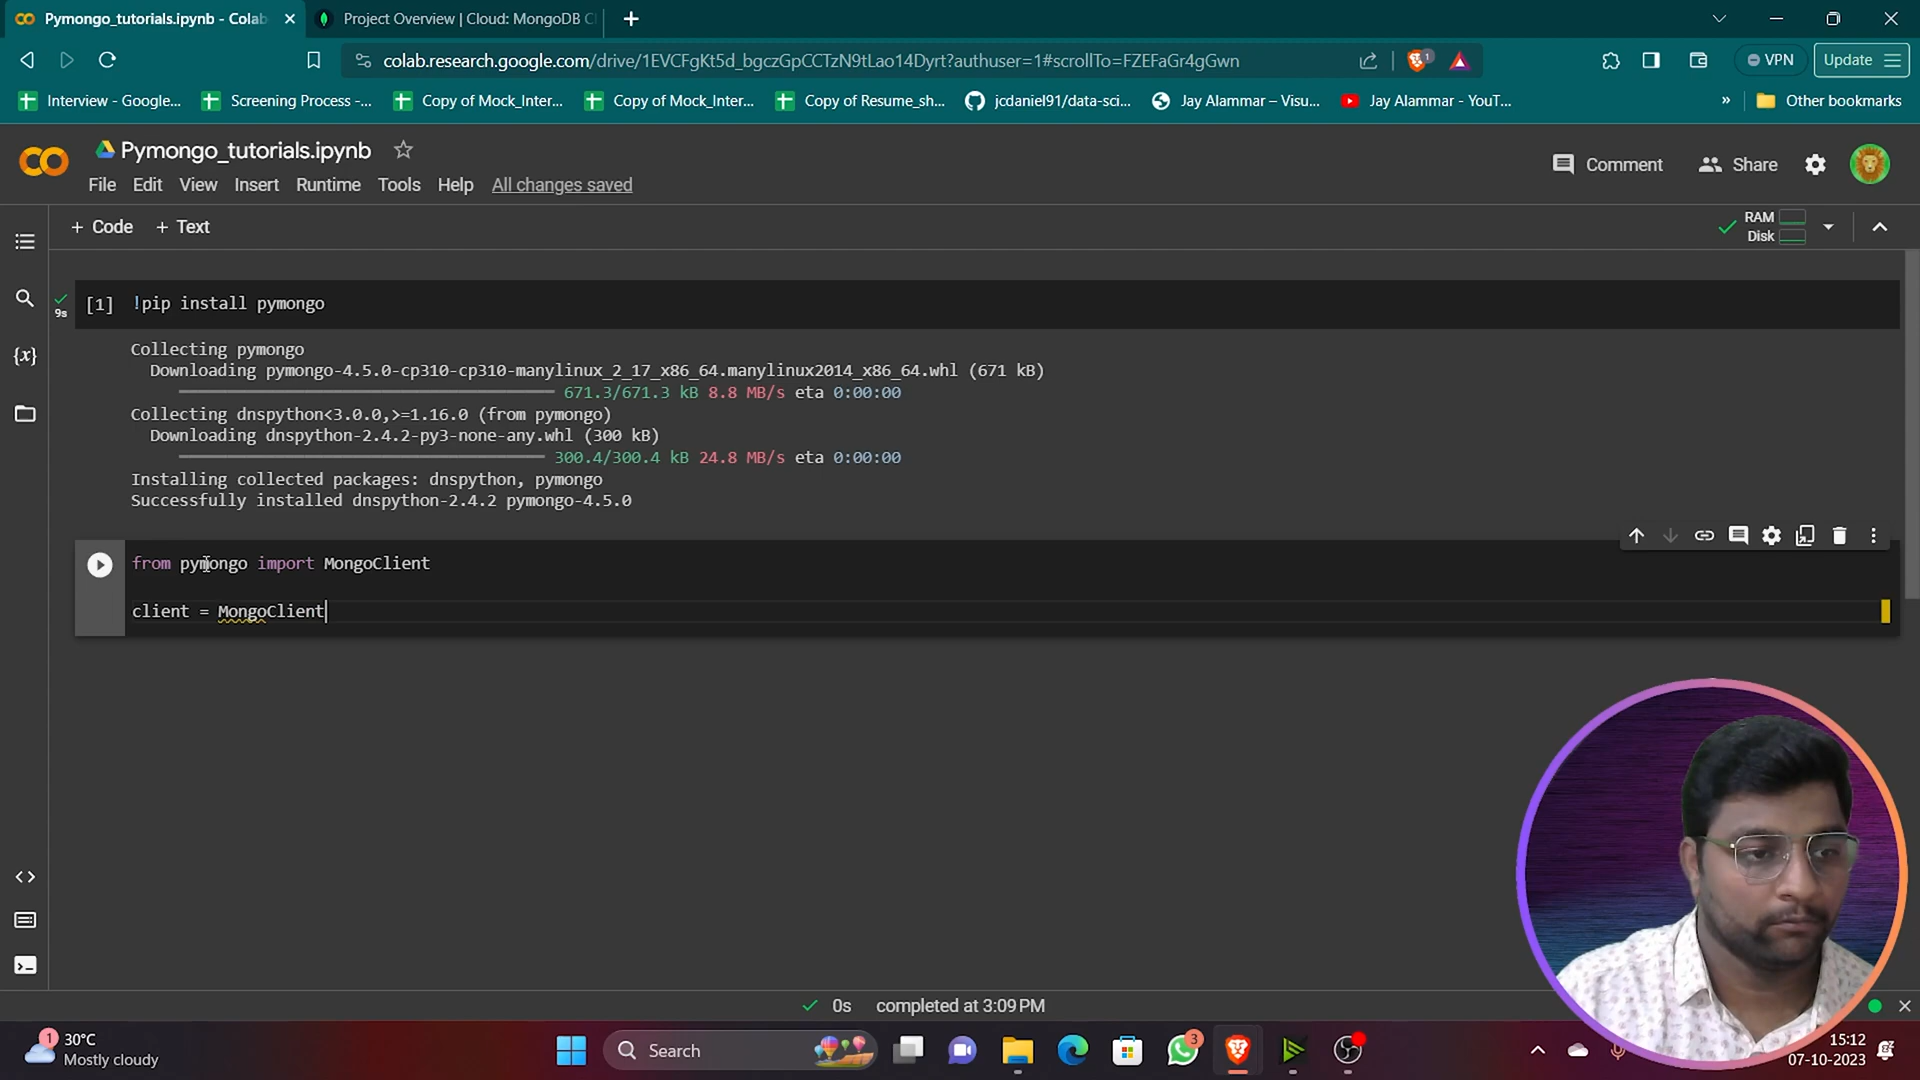 Pymongo_tutorials.ipynb - Colab
Project Overview | Cloud: MongoDB C
colab.research.google.com/drive/1EVCFgKt5d_bgczGpCCTzN9tLao14Dyrt?authuser=1#scrollTo=FZEFaGr4gGwn
1
VPN
Update
Interview - Google...
Screening Process -...
Copy of Mock_Inter...
Copy of Mock_Inter...
Copy of Resume_sh...
jcdaniel91/data-sci...
Jay Alammar – Visu...
Jay Alammar - YouT...
»
Other bookmarks
CO
Pymongo_tutorials.ipynb
Comment
Share
File Edit View Insert Runtime Tools Help All changes saved
+ Code + Text
RAM
Disk
{x}
9s
[1] !pip install pymongo
Collecting pymongo
Downloading pymongo-4.5.0-cp310-cp310-manylinux_2_17_x86_64.manylinux2014_x86_64.whl (671 kB)
671.3/671.3 kB 8.8 MB/s eta 0:00:00
Collecting dnspython<3.0.0,>=1.16.0 (from pymongo)
Downloading dnspython-2.4.2-py3-none-any.whl (300 kB)
300.4/300.4 kB 24.8 MB/s eta 0:00:00
Installing collected packages: dnspython, pymongo
Successfully installed dnspython-2.4.2 pymongo-4.5.0
from pymongo import MongoClient
client = MongoClient
0s completed at 3:09 PM
1
30°C
Mostly cloudy
Search
3
15:12
07-10-2023